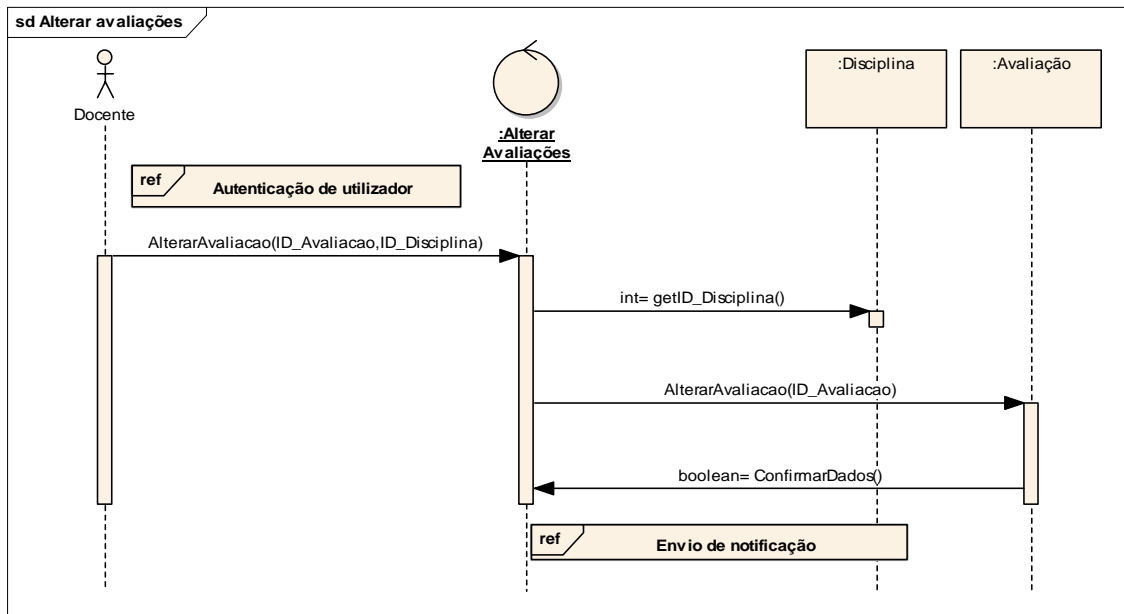 sd Alterar avaliações
:Disciplina
:Avaliação
Docente
:Alterar
Avaliações
ref
Autenticação de utilizador
AlterarAvaliacao(ID_Avaliacao,ID_Disciplina)
int= getID_Disciplina()
AlterarAvaliacao(ID_Avaliacao)
boolean= ConfirmarDados()
ref
Envio de notificação